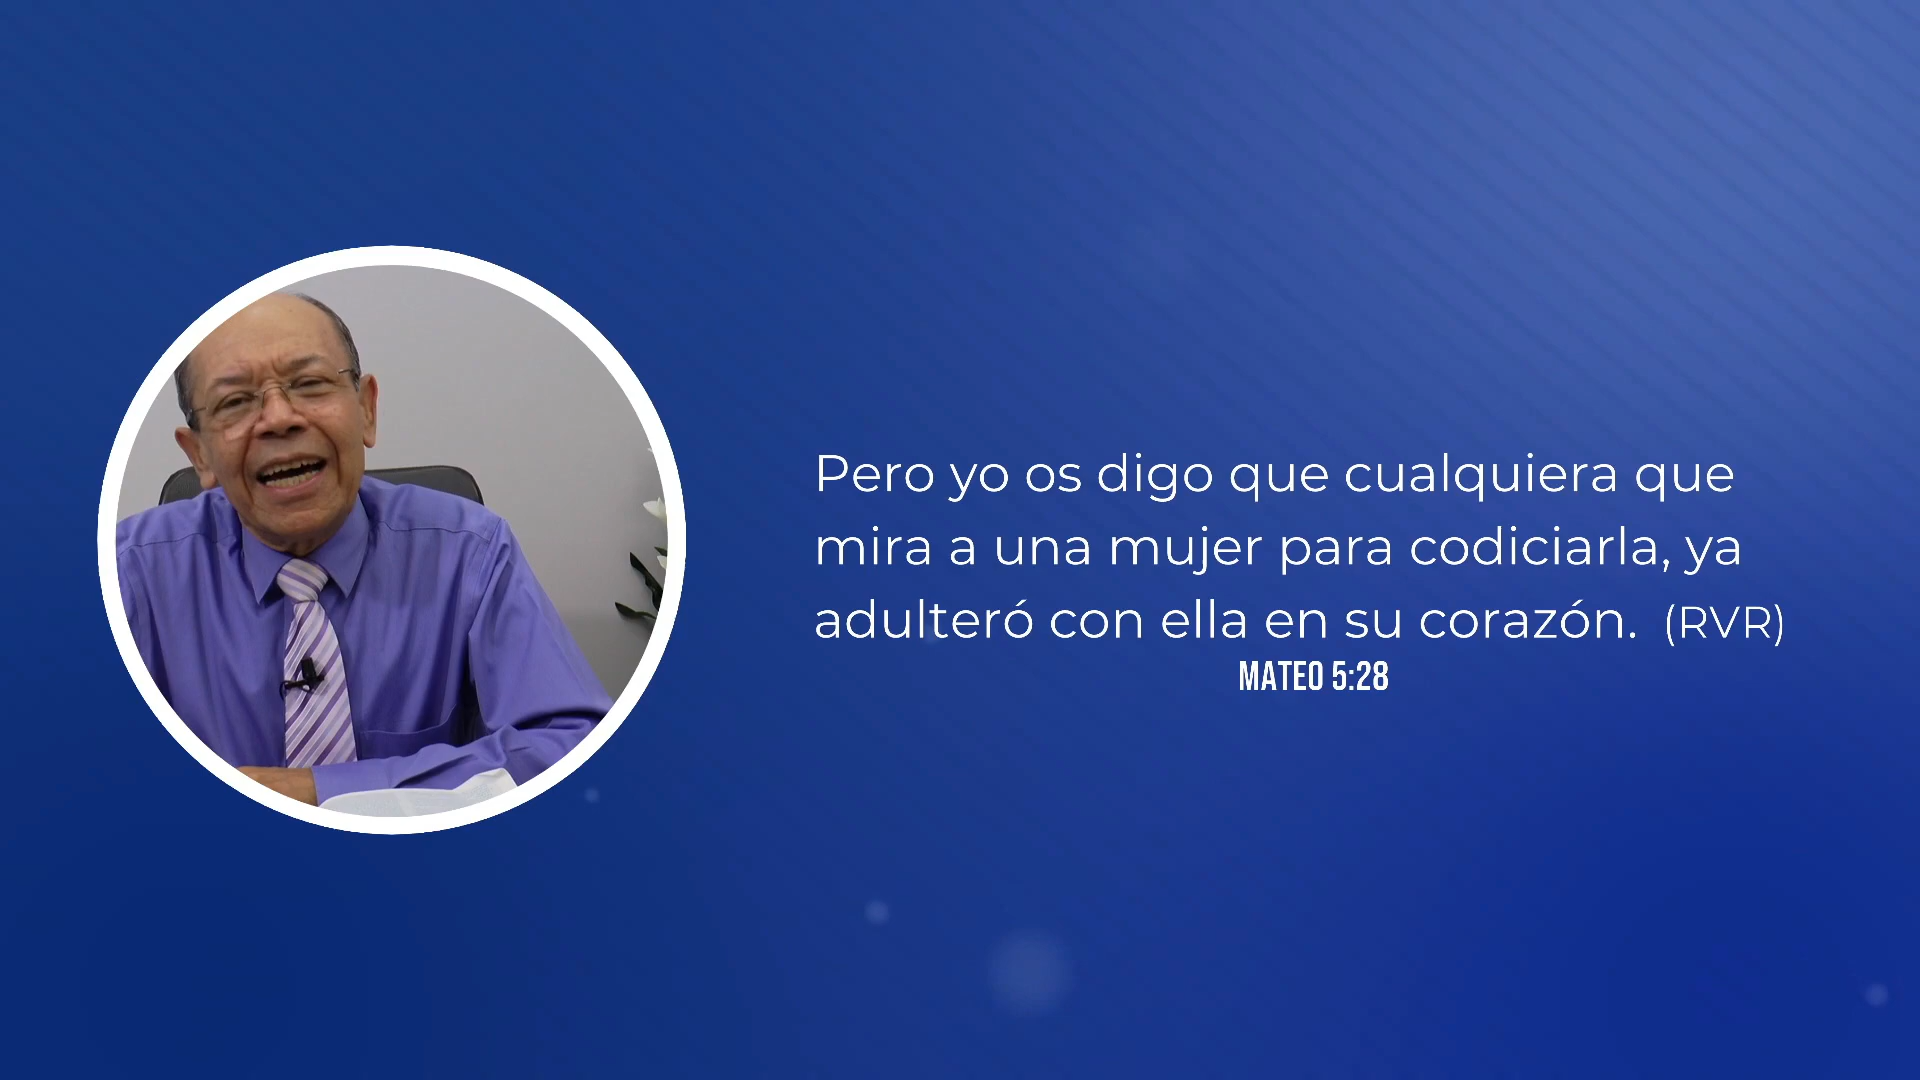 Pero yo os digo que cualquiera que
mira a una mujer para codiciarla, ya
adulteró con ella en su corazón. (RVR)
MATEO 5:28